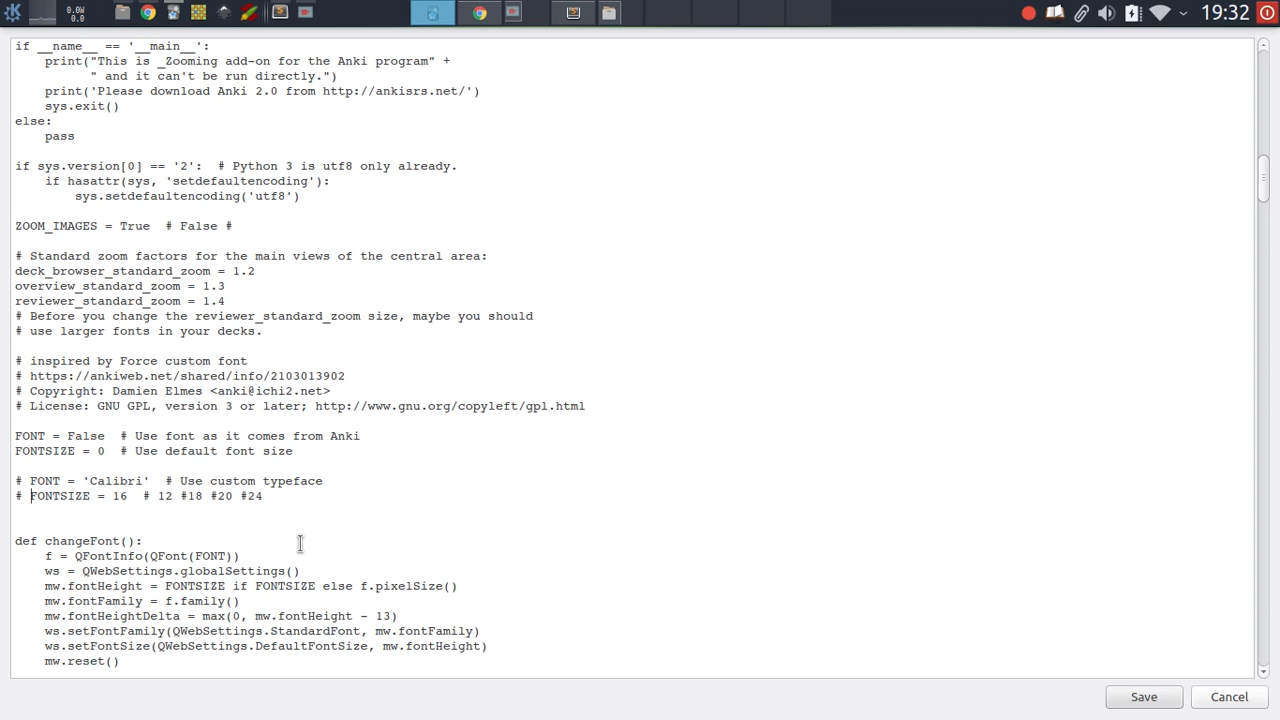 0.0W
0.0
19:32
if __name__ == '__main__':
    print("This is _Zooming add-on for the Anki program" +
          " and it can't be run directly.")
    print('Please download Anki 2.0 from http://ankisrs.net/')
    sys.exit()
else:
    pass

if sys.version[0] == '2':  # Python 3 is utf8 only already.
    if hasattr(sys, 'setdefaultencoding'):
        sys.setdefaultencoding('utf8')

ZOOM_IMAGES = True  # False #

# Standard zoom factors for the main views of the central area:
deck_browser_standard_zoom = 1.2
overview_standard_zoom = 1.3
reviewer_standard_zoom = 1.4
# Before you change the reviewer_standard_zoom size, maybe you should
# use larger fonts in your decks.

# inspired by Force custom font
# https://ankiweb.net/shared/info/2103013902
# Copyright: Damien Elmes <anki@ichi2.net>
# License: GNU GPL, version 3 or later; http://www.gnu.org/copyleft/gpl.html

FONT = False  # Use font as it comes from Anki
FONTSIZE = 0  # Use default font size

# FONT = 'Calibri'  # Use custom typeface
# FONTSIZE = 16  # 12 #18 #20 #24


def changeFont():
    f = QFontInfo(QFont(FONT))
    ws = QWebSettings.globalSettings()
    mw.fontHeight = FONTSIZE if FONTSIZE else f.pixelSize()
    mw.fontFamily = f.family()
    mw.fontHeightDelta = max(0, mw.fontHeight - 13)
    ws.setFontFamily(QWebSettings.StandardFont, mw.fontFamily)
    ws.setFontSize(QWebSettings.DefaultFontSize, mw.fontHeight)
    mw.reset()
Save
Cancel